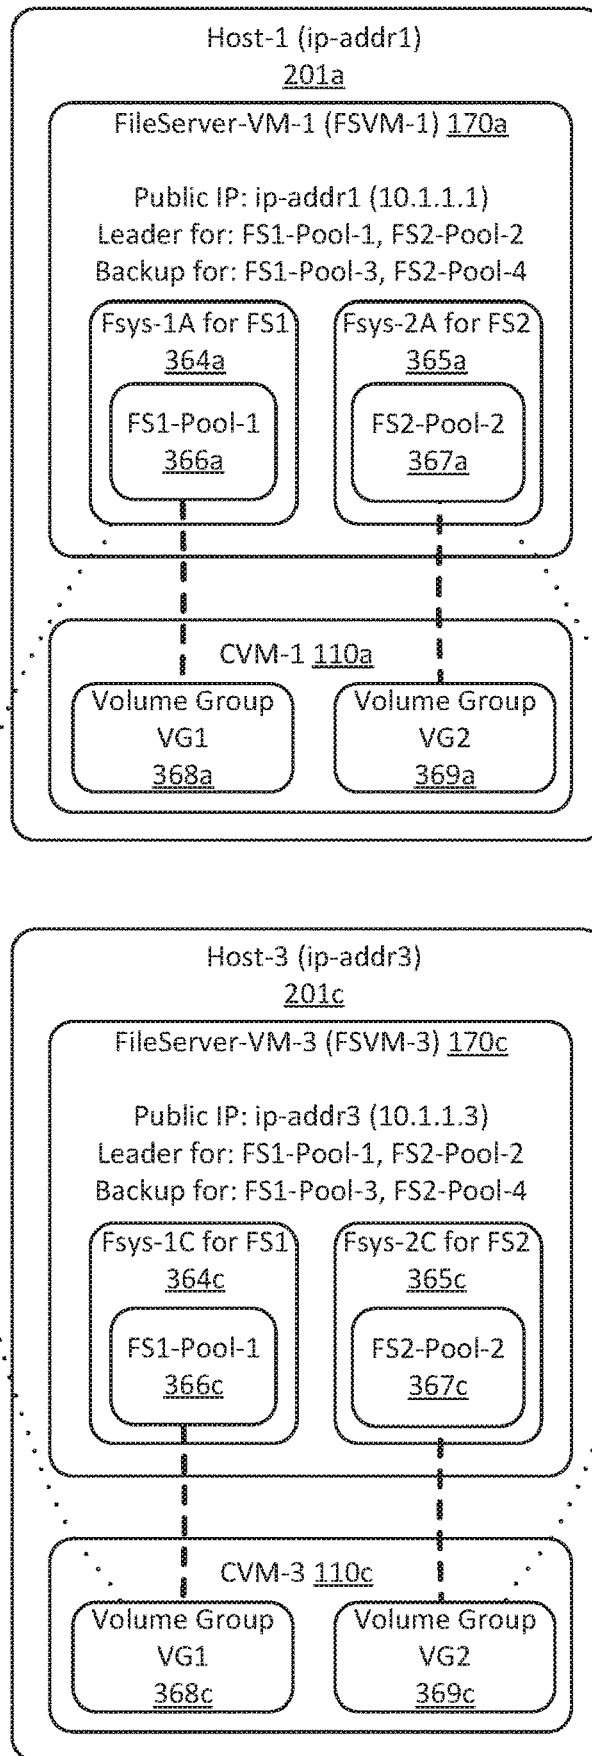 Host-1 (ip-addr1)
201a
FileServer-VM-1 (FSVM-1) 170a
Public IP: ip-addr1 (10.1.1.1)
Leader for: FS1-Pool-1, FS2-Pool-2
Backup for: FS1-Pool-3, FS2-Pool-4
Fsys-1A for FS1
364a
FS1-Pool-1
366a
Fsys-2A for FS2
365a
FS2-Pool-2
367a
CVM-1 110a
Volume Group
VG1
368a
Volume Group
VG2
369a
Host-3 (ip-addr3)
201c
FileServer-VM-3 (FSVM-3) 170c
Public IP: ip-addr3 (10.1.1.3)
Leader for: FS1-Pool-1, FS2-Pool-2
Backup for: FS1-Pool-3, FS2-Pool-4
Fsys-1C for FS1
364c
FS1-Pool-1
366c
Fsys-2C for FS2
365c
FS2-Pool-2
367c
CVM-3 110c
Volume Group
VG1
368c
Volume Group
VG2
369c